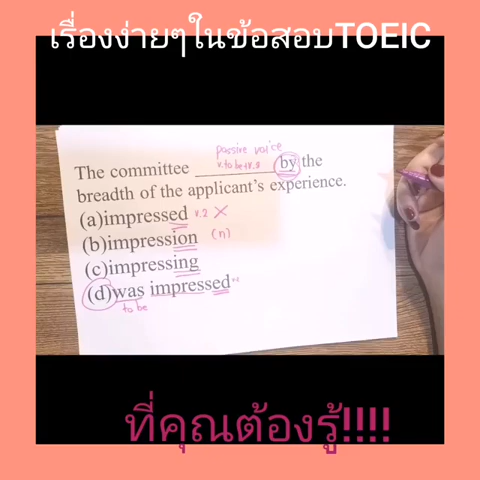 เรื่องง่ายๆในข้อสอบTOEIC
passive voice
v. to be + v.3
The committee __________ by the
breadth of the applicant's experience.
(a)impressed v.2 X
(b)impression (n)
(c)impressing
(d)was impressed
to be
ที่คุณต้องรู้!!!!